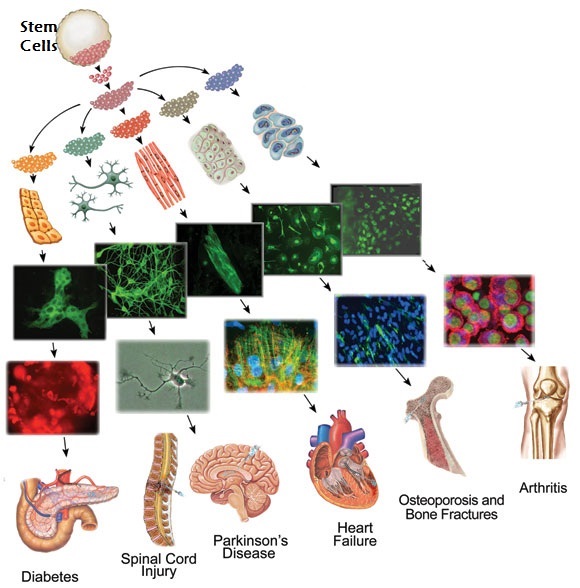 Stem
Cells
Diabetes
Spinal Cord
Injury
Parkinson's
Disease
Heart
Failure
Osteoporosis and
Bone Fractures
Arthritis